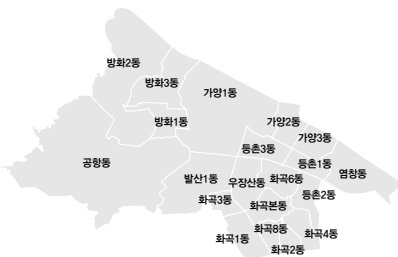 방화2동
방화3동
가양1동
방화1동
가양2동
가양3동
등촌3동
공항동
등촌1동
염창동
발산1동
우장산동
화곡6동
등촌2동
화곡3동
화곡본동
화곡8동
화곡4동
화곡1동
화곡2동